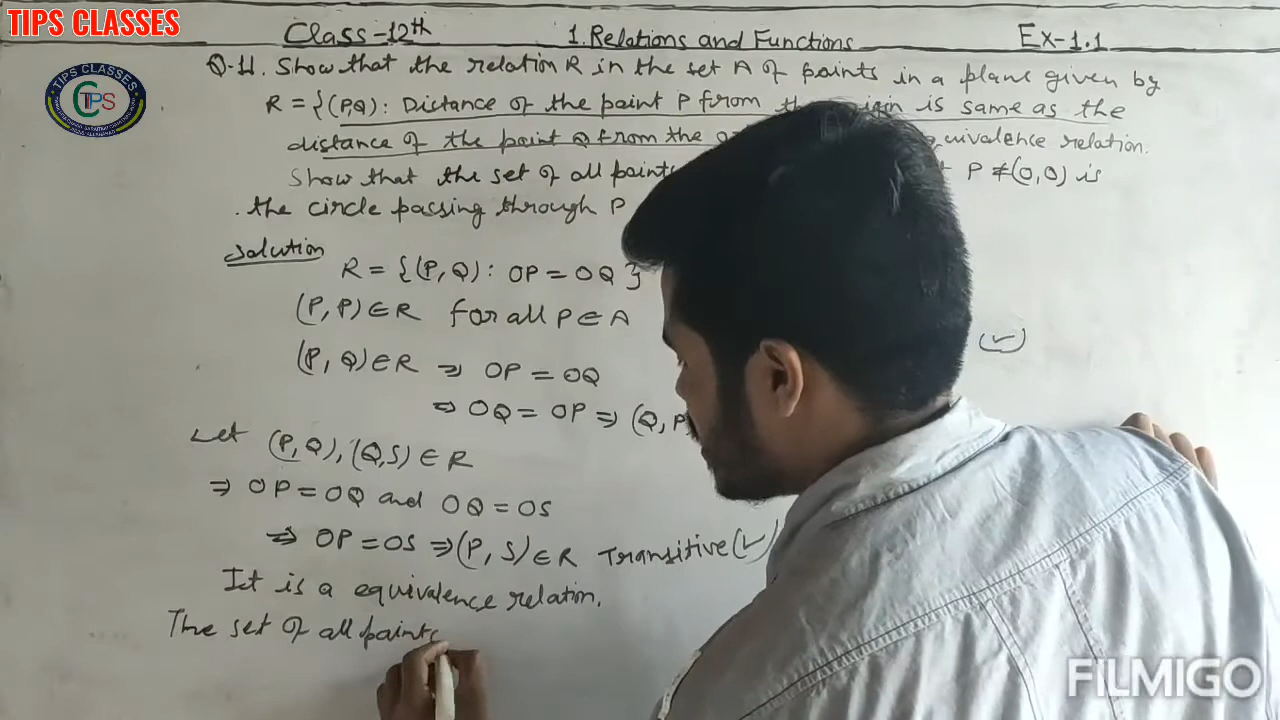 TIPS CLASSES
Class-12th 1. Relations and Functions Ex-1.1
TIPS CLASSES
TIPS
Q-11. Show that the relation R in the set A of points in a plane given by
R = {(P,Q): Distance of the point P from the origin is same as the
distance of the point Q from the equivalence relation.
Show that the set of all points P ≠ (0,0) is
the circle passing through P
Solution
R = {(P,Q): OP = OQ}
(P,P) ∈ R for all P ∈ A
(✓)
(P,Q) ∈ R ⇒ OP = OQ
⇒ OQ = OP ⇒ (Q,P
Let (P,Q),(Q,S) ∈ R
⇒ OP = OQ and OQ = OS
⇒ OP = OS ⇒ (P,S) ∈ R Transitive (✓)
It is a equivalence relation.
The set of all points
FILMIGO